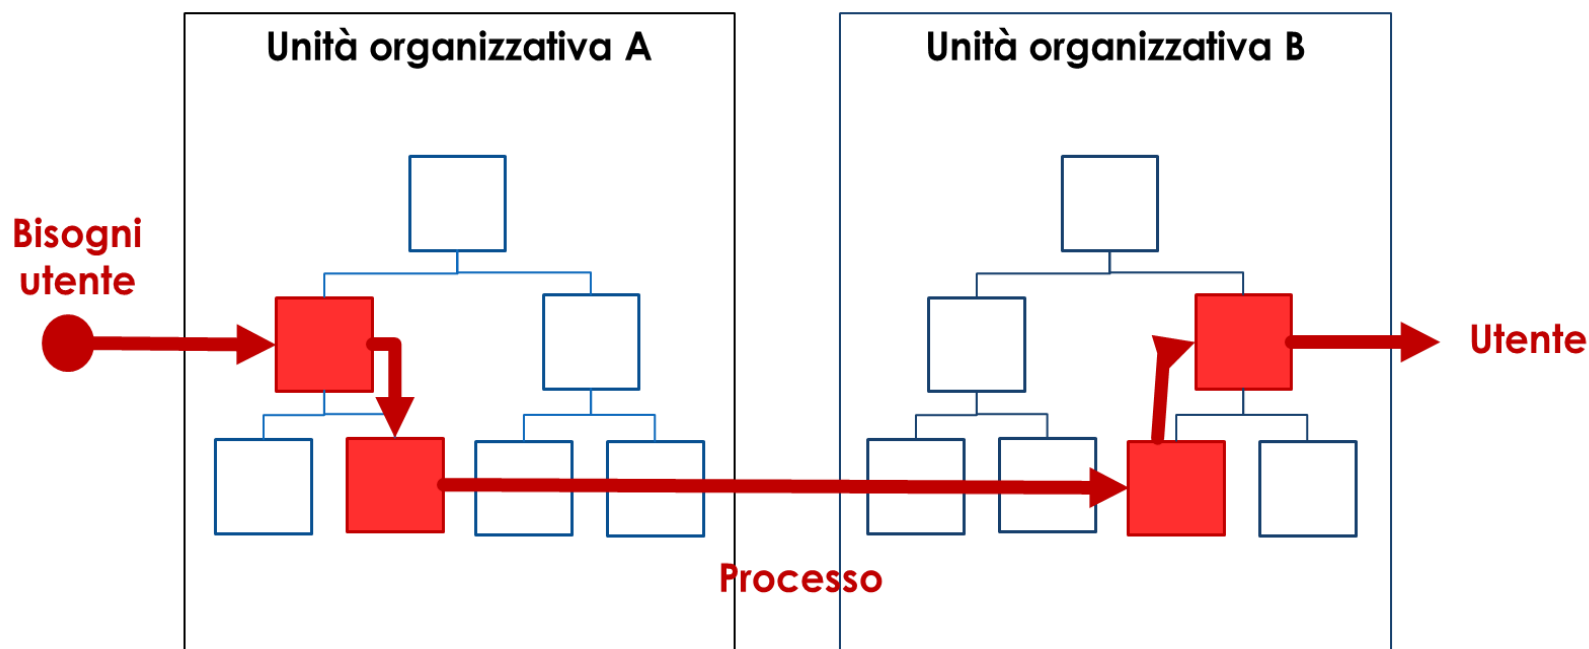 Unità organizzativa A
Unità organizzativa B
Bisogni
utente
Utente
Processo